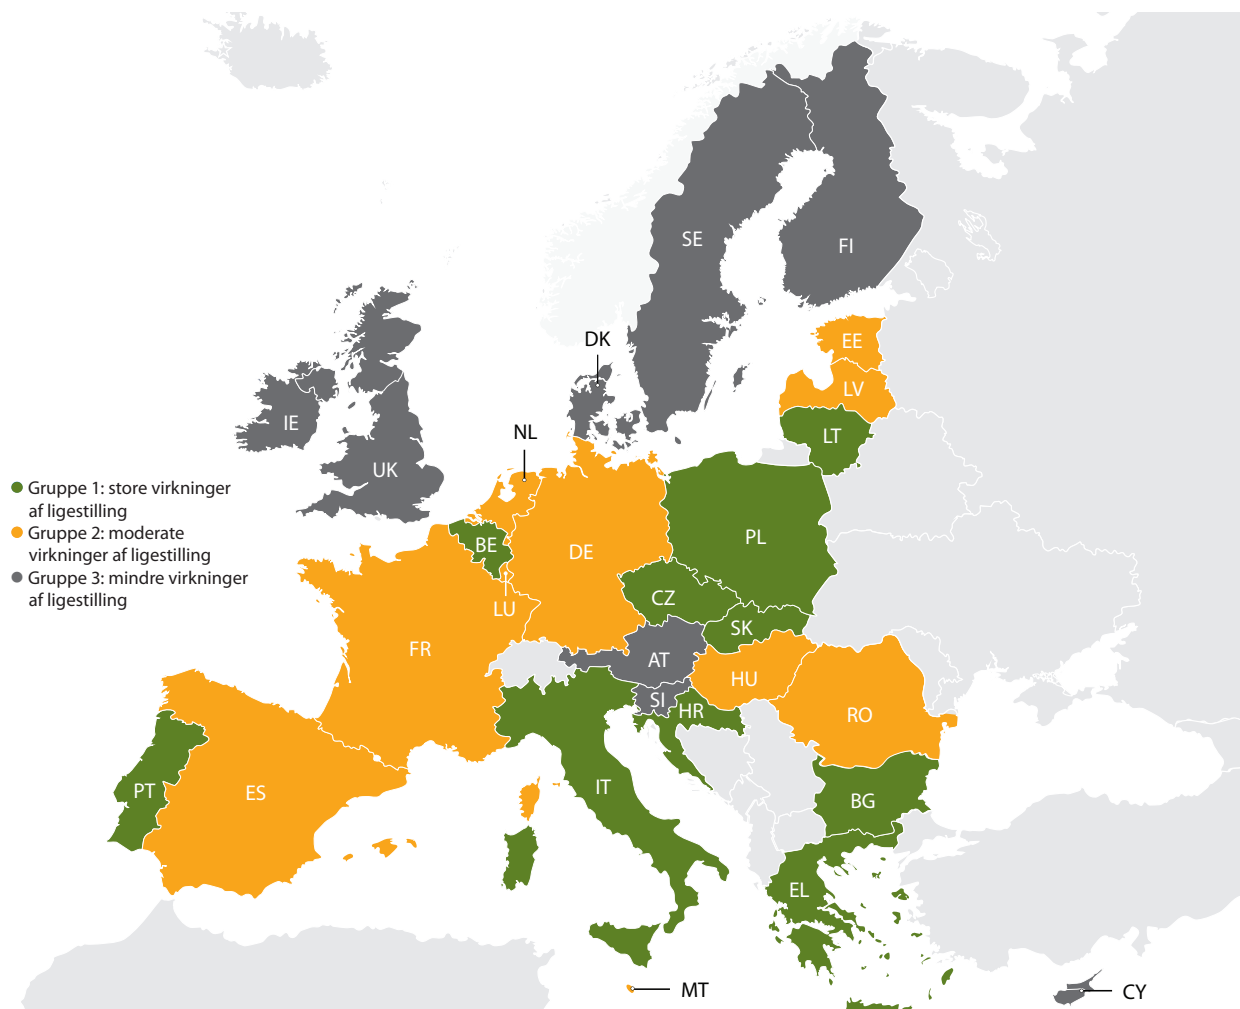 SE
FI
DK
EE
LV
IE
LT
NL
UK
Gruppe 1: store virkninger
af ligestilling
Gruppe 2: moderate
virkninger af ligestilling
Gruppe 3: mindre virkninger
af ligestilling
BE
DE
PL
CZ
LU
SK
FR
AT
HU
SI
HR
RO
PT
ES
IT
BG
EL
MT
CY